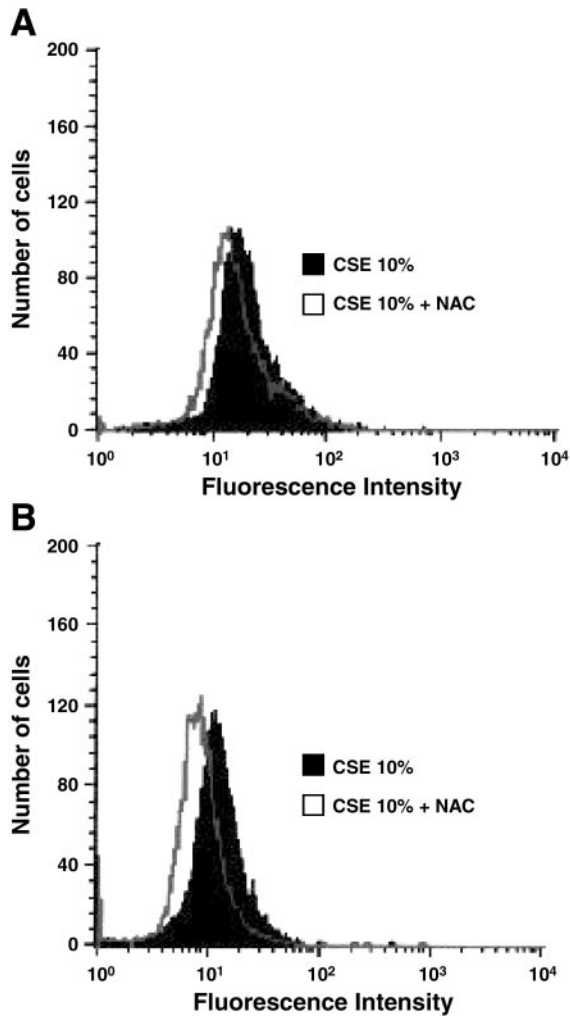 A
200
160
120
80
40
0
Number of cells
CSE 10%
CSE 10% + NAC
10⁰ 10¹ 10² 10³ 10⁴
Fluorescence Intensity
B
200
160
120
80
40
0
Number of cells
CSE 10%
CSE 10% + NAC
10⁰ 10¹ 10² 10³ 10⁴
Fluorescence Intensity